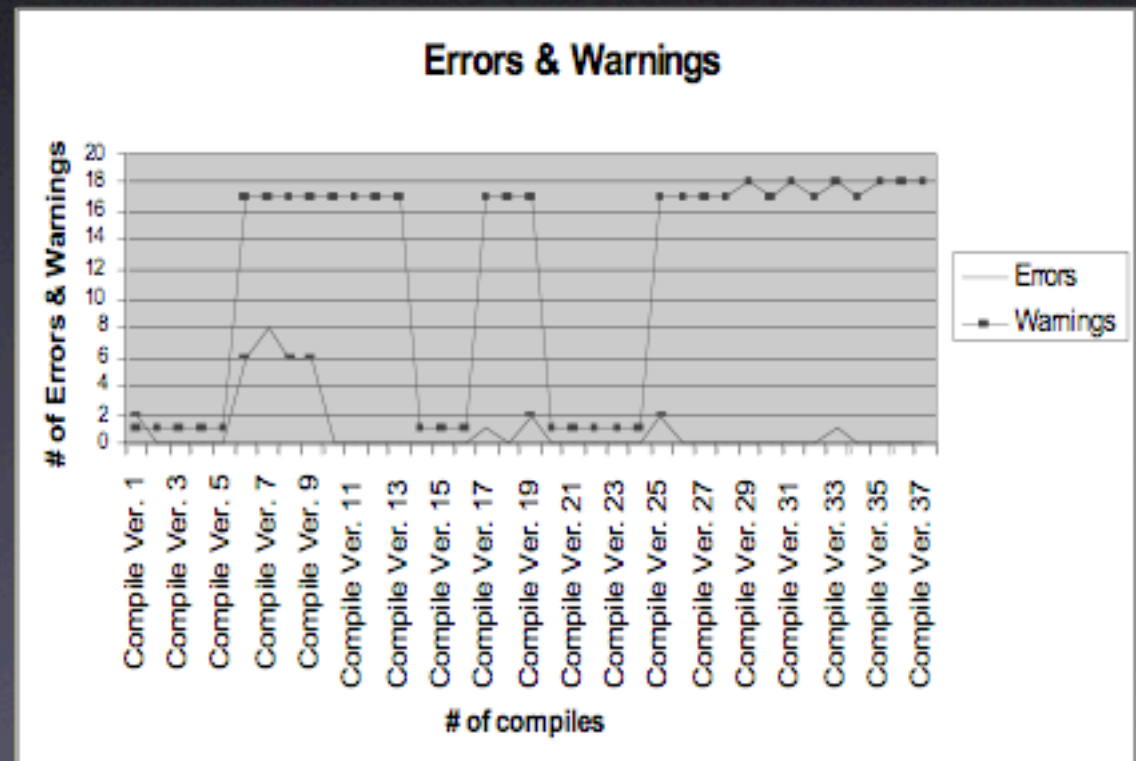 Errors & Warnings
# of Errors & Warnings
20
18
16
14
12
10
8
6
4
2
0
Compile Ver. 1
Compile Ver. 3
Compile Ver. 5
Compile Ver. 7
Compile Ver. 9
Compile Ver. 11
Compile Ver. 13
Compile Ver. 15
Compile Ver. 17
Compile Ver. 19
Compile Ver. 21
Compile Ver. 23
Compile Ver. 25
Compile Ver. 27
Compile Ver. 29
Compile Ver. 31
Compile Ver. 33
Compile Ver. 35
Compile Ver. 37
# of compiles
Errors
Warnings